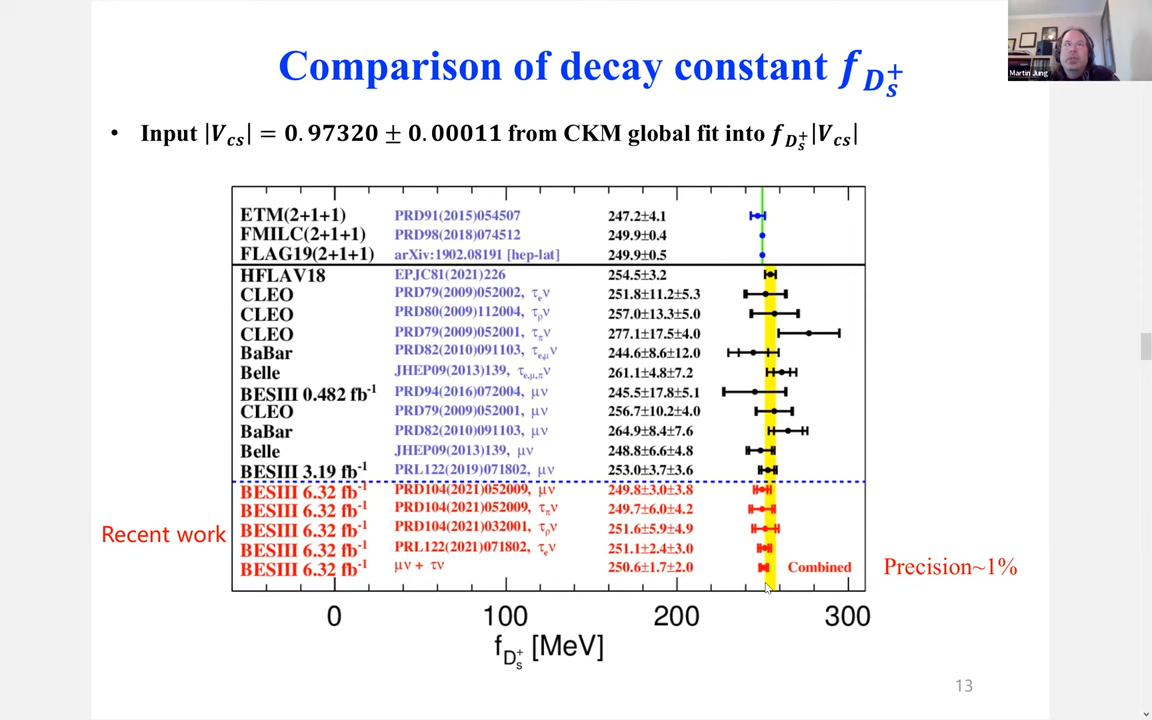 Comparison of decay constant f_{D_s^+}
Martin Jung
• Input |V_{cs}| = 0.97320 ± 0.00011 from CKM global fit into f_{D_s^+}|V_{cs}|
ETM(2+1+1) PRD91(2015)054507 247.2±4.1
FMILC(2+1+1) PRD98(2018)074512 249.9±0.4
FLAG19(2+1+1) arXiv:1902.08191 [hep-lat] 249.9±0.5
HFLAV18 EPJC81(2021)226 254.5±3.2
CLEO PRD79(2009)052002, τ_eν 251.8±11.2±5.3
CLEO PRD80(2009)112004, τ_ρν 257.0±13.3±5.0
CLEO PRD79(2009)052001, τ_πν 277.1±17.5±4.0
BaBar PRD82(2010)091103, τ_{e,μ}ν 244.6±8.6±12.0
Belle JHEP09(2013)139, τ_{e,μ,π}ν 261.1±4.8±7.2
BESIII 0.482 fb^{-1} PRD94(2016)072004, μν 245.5±17.8±5.1
CLEO PRD79(2009)052001, μν 256.7±10.2±4.0
BaBar PRD82(2010)091103, μν 264.9±8.4±7.6
Belle JHEP09(2013)139, μν 248.8±6.6±4.8
BESIII 3.19 fb^{-1} PRL122(2019)071802, μν 253.0±3.7±3.6
BESIII 6.32 fb^{-1} PRD104(2021)052009, μν 249.8±3.0±3.8
BESIII 6.32 fb^{-1} PRD104(2021)052009, τ_πν 249.7±6.0±4.2
BESIII 6.32 fb^{-1} PRD104(2021)032001, τ_ρν 251.6±5.9±4.9
BESIII 6.32 fb^{-1} PRL122(2021)071802, τ_eν 251.1±2.4±3.0
BESIII 6.32 fb^{-1} μν + τν 250.6±1.7±2.0 Combined
Recent work
Precision~1%
0 100 200 300
f_{D_s^+} [MeV]
13